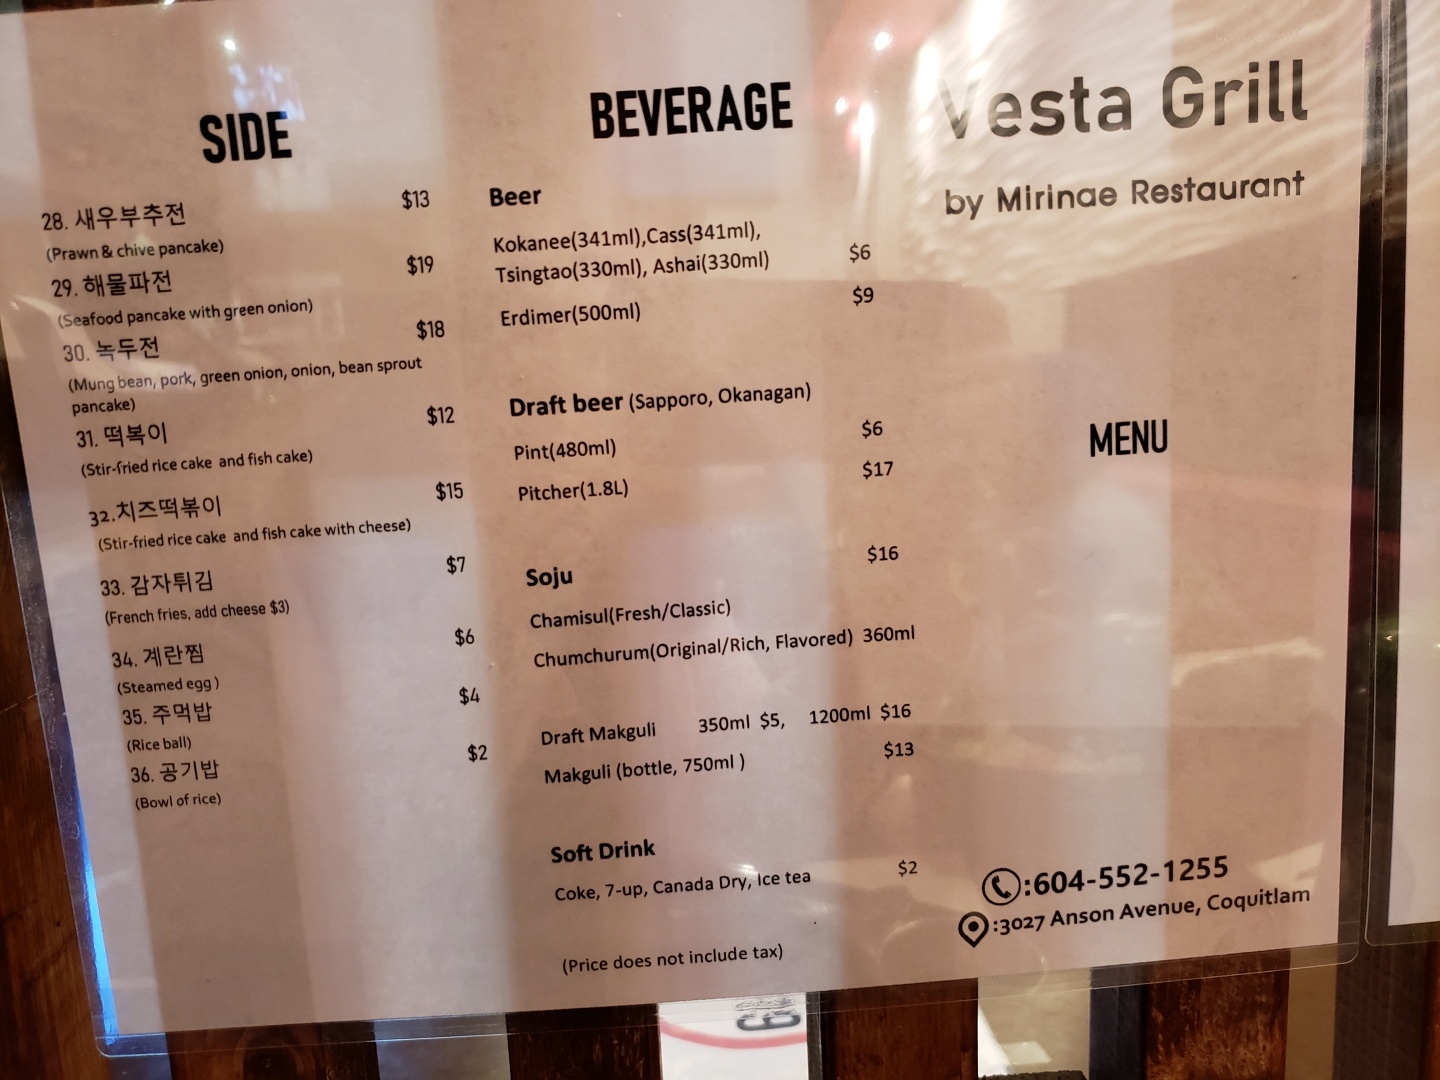 SIDE
28. 새우부추전 $13
(Prawn & chive pancake)
29. 해물파전 $19
(Seafood pancake with green onion)
30. 녹두전 $18
(Mung bean, pork, green onion, onion, bean sprout
pancake)
31. 떡복이 $12
(Stir-fried rice cake and fish cake)
32.치즈떡볶이 $15
(Stir-fried rice cake and fish cake with cheese)
33. 감자튀김 $7
(French fries, add cheese $3)
34. 계란찜 $6
(Steamed egg )
35. 주먹밥 $4
(Rice ball)
36. 공기밥 $2
(Bowl of rice)
BEVERAGE
Beer
Kokanee(341ml),Cass(341ml),
Tsingtao(330ml), Ashai(330ml) $6
Erdimer(500ml) $9
Draft beer (Sapporo, Okanagan)
Pint(480ml) $6
Pitcher(1.8L) $17
Soju $16
Chamisul(Fresh/Classic)
Chumchurum(Original/Rich, Flavored) 360ml
Draft Makguli 350ml $5, 1200ml $16
Makguli (bottle, 750ml ) $13
Soft Drink
Coke, 7-up, Canada Dry, Ice tea $2
(Price does not include tax)
Vesta Grill
by Mirinae Restaurant
MENU
:604-552-1255
:3027 Anson Avenue, Coquitlam